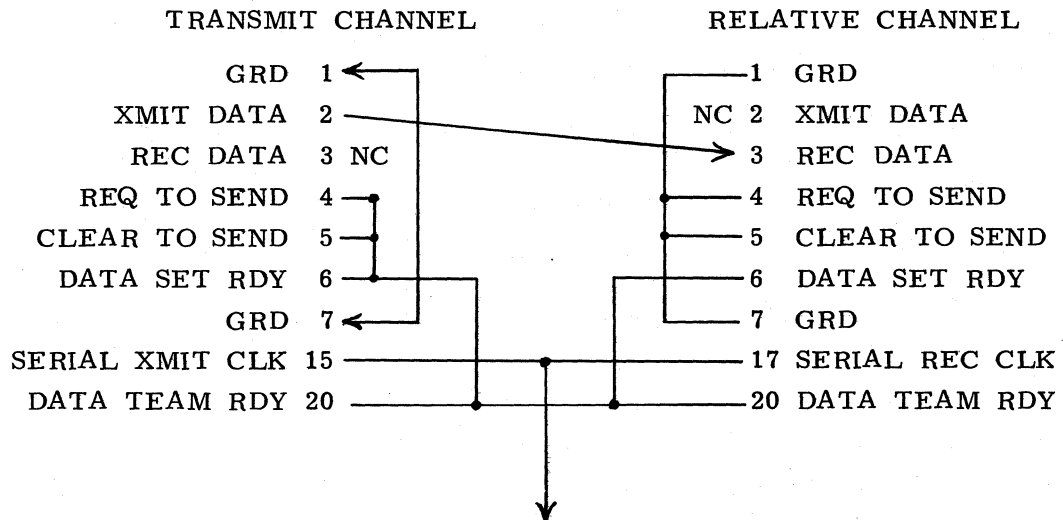 TRANSMIT CHANNEL RELATIVE CHANNEL
GRD 1 1 GRD
XMIT DATA 2 NC 2 XMIT DATA
REC DATA 3 NC 3 REC DATA
REQ TO SEND 4 4 REQ TO SEND
CLEAR TO SEND 5 5 CLEAR TO SEND
DATA SET RDY 6 6 DATA SET RDY
GRD 7 7 GRD
SERIAL XMIT CLK 15 17 SERIAL REC CLK
DATA TEAM RDY 20 20 DATA TEAM RDY